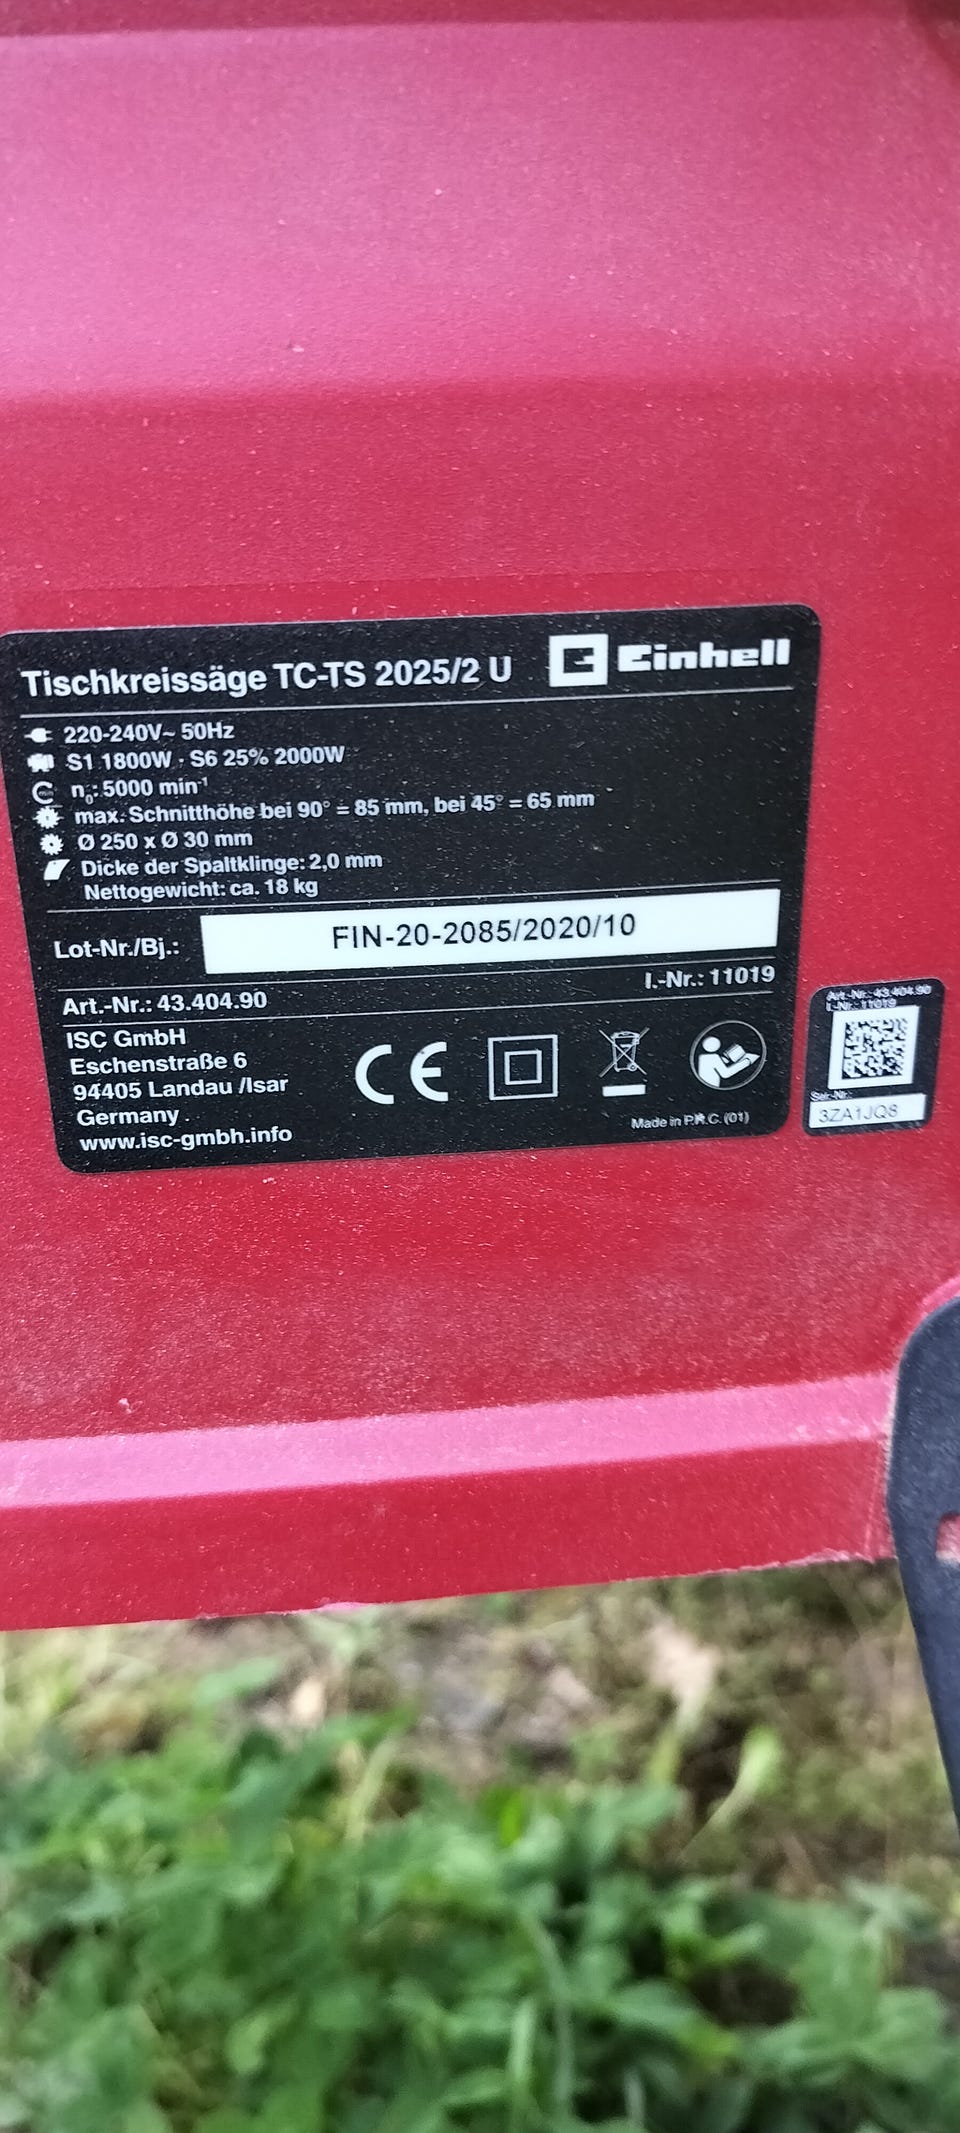 Tischkreissäge TC-TS 2025/2 U
Einhell
220-240V~ 50Hz
S1 1800W · S6 25% 2000W
n₀: 5000 min⁻¹
max. Schnitthöhe bei 90° = 85 mm, bei 45° = 65 mm
Ø 250 x Ø 30 mm
Dicke der Spaltklinge: 2,0 mm
Nettogewicht: ca. 18 kg
Lot-Nr./Bj.: FIN-20-2085/2020/10
Art.-Nr.: 43.404.90 I.-Nr.: 11019
ISC GmbH
Eschenstraße 6
94405 Landau /Isar
Germany
www.isc-gmbh.info
CE
Made in P.R.C. (01)
Art.-Nr.: 43.404.90
I.-Nr.: 11019
Ser.-Nr.:
3ZA1JQ8